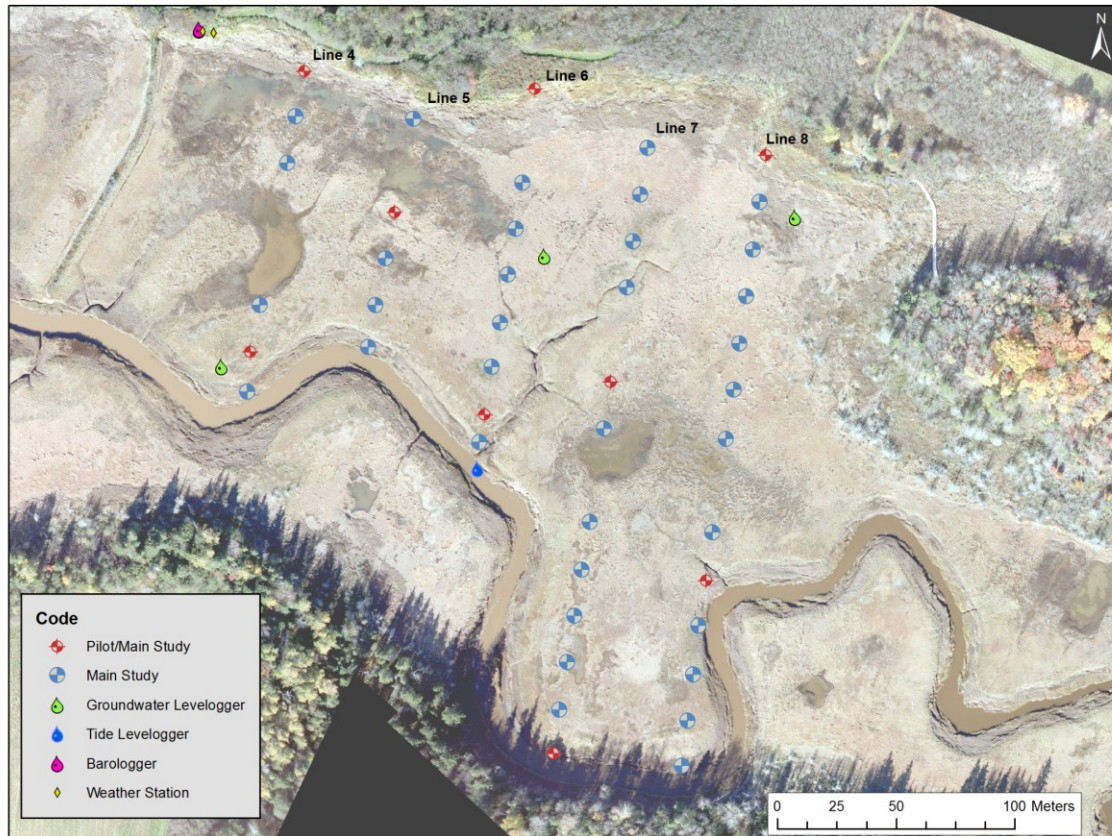 N
Line 4
Line 6
Line 5
Line 7
Line 8
Code
Pilot/Main Study
Main Study
Groundwater Levelogger
Tide Levelogger
Barologger
Weather Station
0 25 50 100 Meters